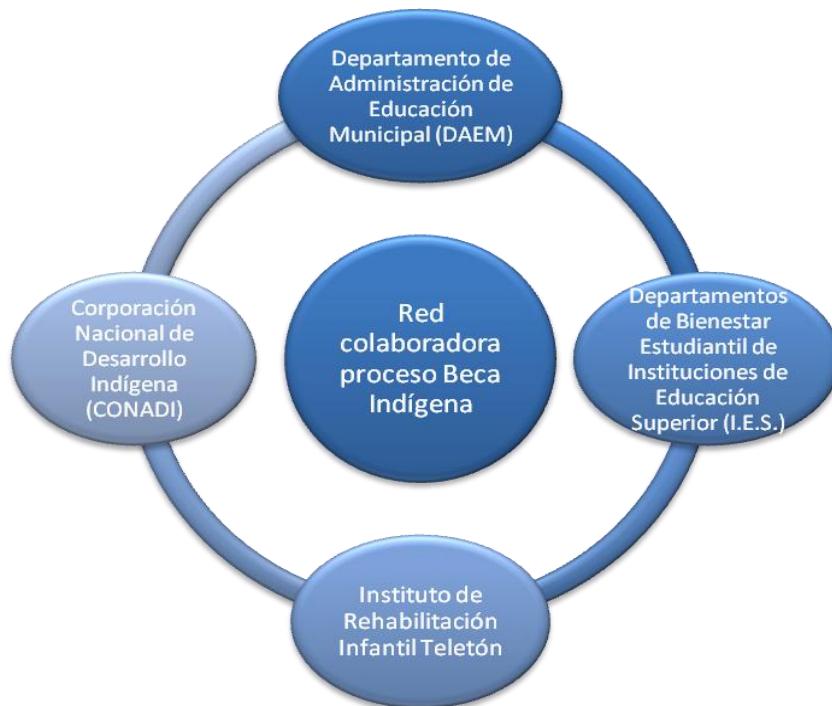 Departamento de
Administración de
Educación
Municipal (DAEM)
Corporación
Nacional de
Desarrollo
Indígena
(CONADI)
Red
colaboradora
proceso Beca
Indígena
Departamentos
de Bienestar
Estudiantil de
Instituciones de
Educación
Superior (I.E.S.)
Instituto de
Rehabilitación
Infantil Teletón